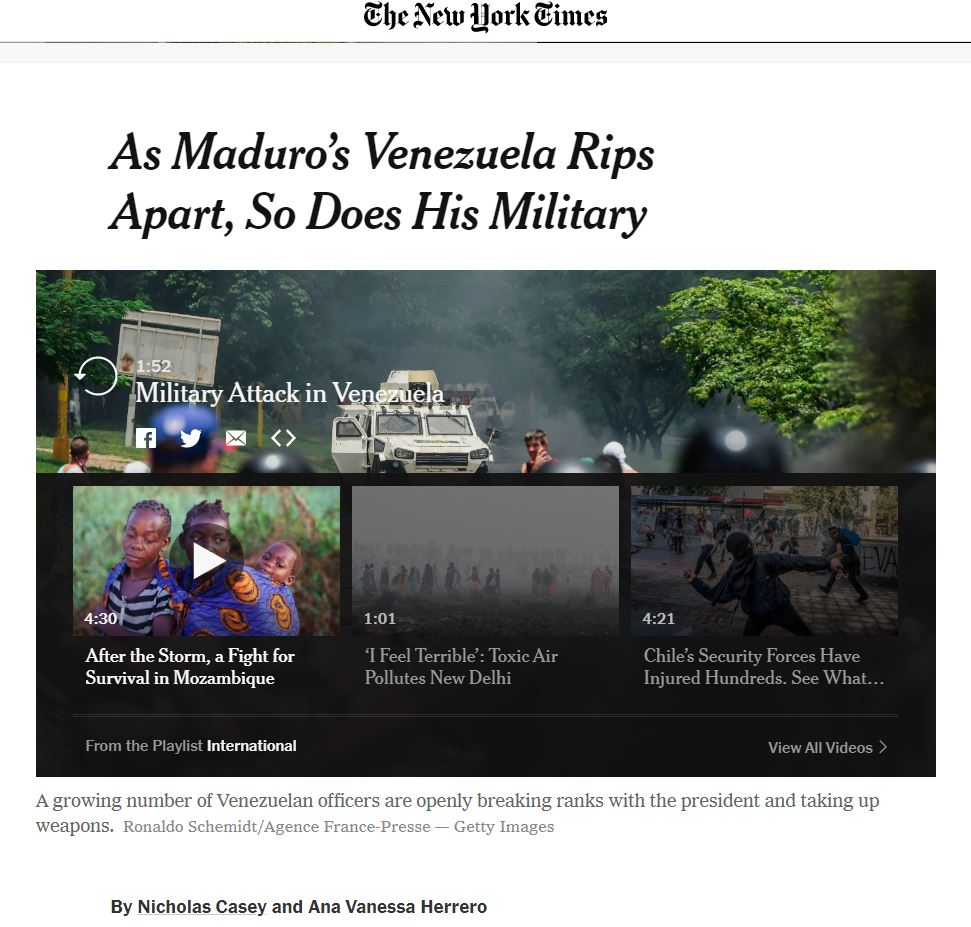 The New York Times
As Maduro’s Venezuela Rips
Apart, So Does His Military
1:52
Military Attack in Venezuela
4:30
After the Storm, a Fight for
Survival in Mozambique
1:01
‘I Feel Terrible’: Toxic Air
Pollutes New Delhi
EVA
4:21
Chile’s Security Forces Have
Injured Hundreds. See What...
From the Playlist International
View All Videos
A growing number of Venezuelan officers are openly breaking ranks with the president and taking up
weapons. Ronaldo Schemidt/Agence France-Presse — Getty Images
By Nicholas Casey and Ana Vanessa Herrero